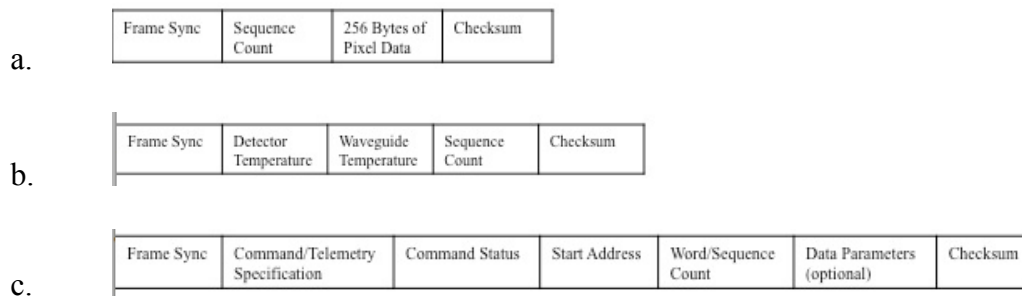 a.
Frame Sync
Sequence
Count
256 Bytes of
Pixel Data
Checksum
b.
Frame Sync
Detector
Temperature
Waveguide
Temperature
Sequence
Count
Checksum
c.
Frame Sync
Command/Telemetry
Specification
Command Status
Start Address
Word/Sequence
Count
Data Parameters
(optional)
Checksum